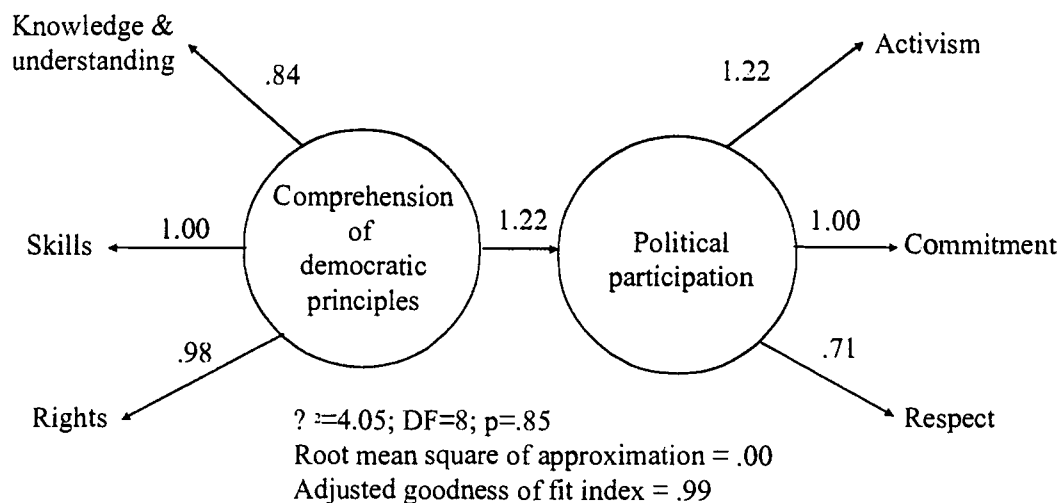 Knowledge &
understanding
.84
Activism
1.22
Comprehension
of
democratic
principles
Skills
1.00
1.22
Political
participation
1.00
Commitment
.98
Rights
.71
Respect
? ²=4.05; DF=8; p=.85
Root mean square of approximation = .00
Adjusted goodness of fit index = .99